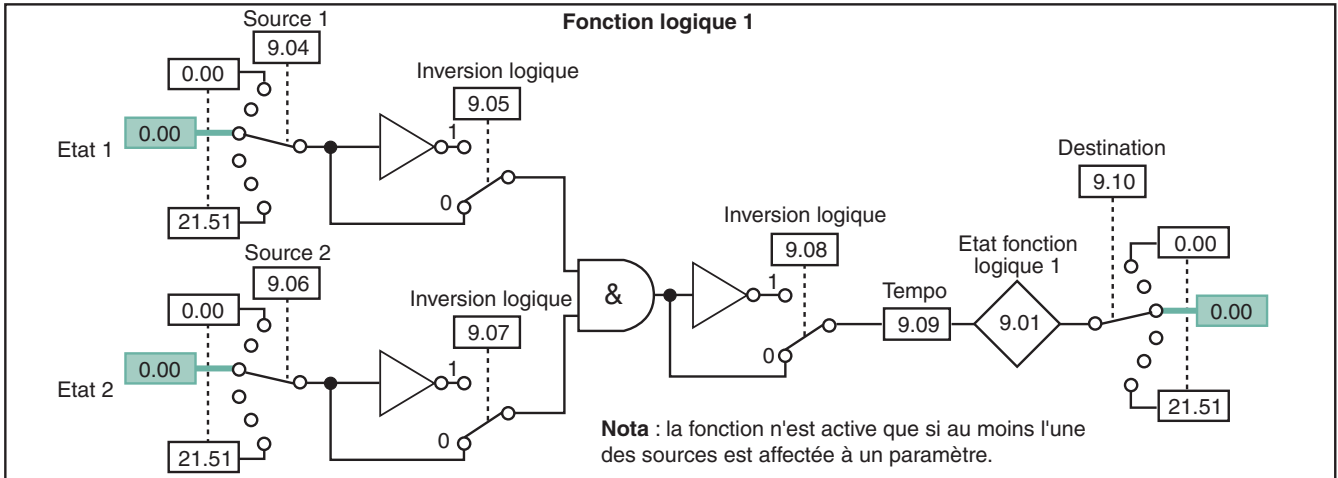 Fonction logique 1
Source 1
9.04
0.00
Inversion logique
9.05
0.00
Etat 1
1
0
21.51
Source 2
9.06
0.00
Inversion logique
9.07
0.00
Etat 2
1
0
21.51
&
Inversion logique
9.08
1
0
Tempo
9.09
Etat fonction
logique 1
9.01
Destination
9.10
0.00
0.00
21.51
Nota : la fonction n'est active que si au moins l'une
des sources est affectée à un paramètre.